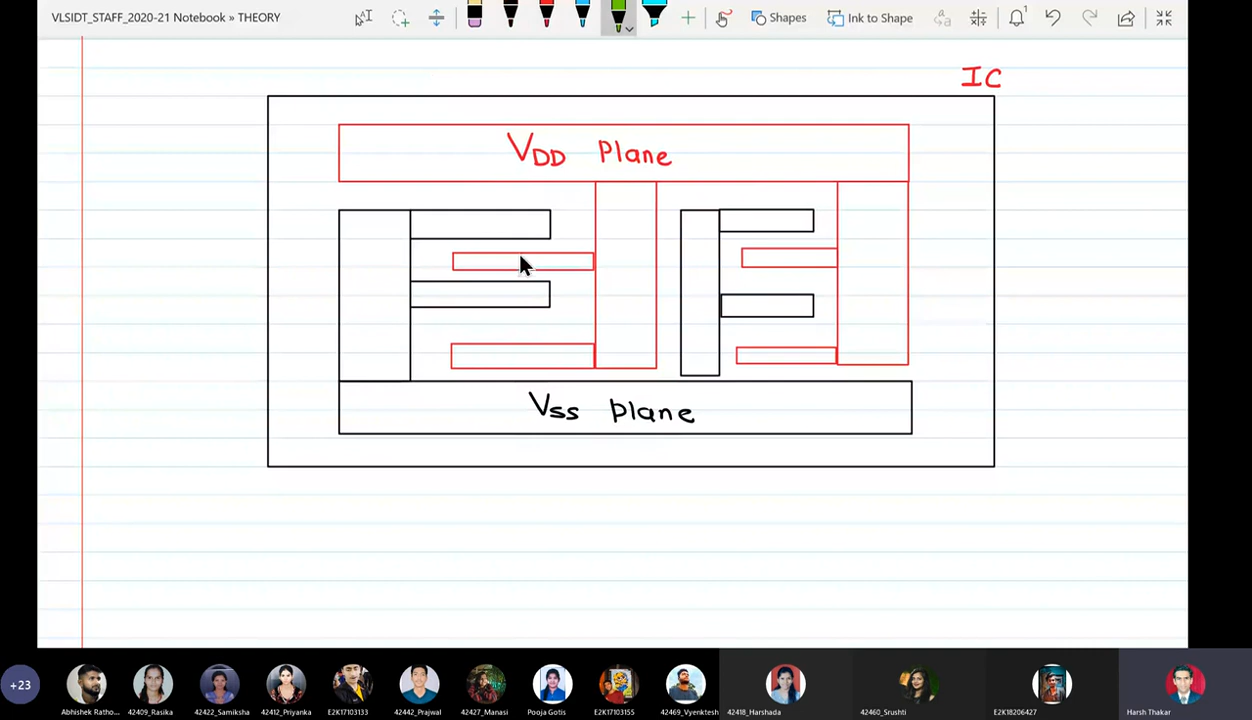 VLSIDT_STAFF_2020-21 Notebook » THEORY
Shapes
Ink to Shape
IC
VDD Plane
Vss plane
+23
Abhishek Ratho...
42409_Rasika
42422_Samiksha
42412_Priyanka
E2K17103133
42442_Prajwal
42427_Manasi
Pooja Gotis
E2K17103155
42469_Vyenktesh
42418_Harshada
42460_Srushti
E2K18206427
Harsh Thakar